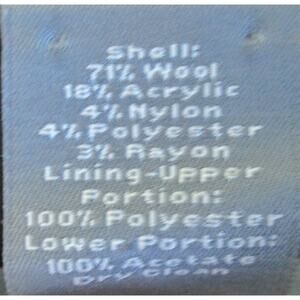 Shell:
71% Wool
18% Acrylic
4% Nylon
4% Polyester
3% Rayon
Lining-Upper
Portion:
100% Polyester
Lower Portion:
100% Acetate
Dry Clean